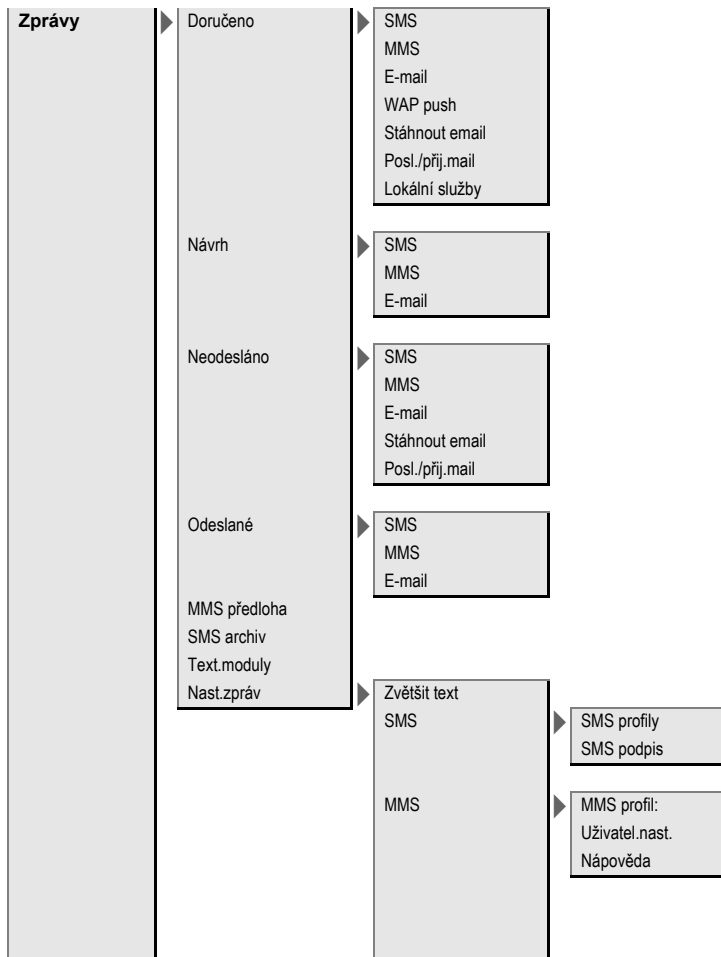 Zprávy
Doručeno
SMS
MMS
E-mail
WAP push
Stáhnout email
Posl./přij.mail
Lokální služby
Návrh
SMS
MMS
E-mail
Neodesláno
SMS
MMS
E-mail
Stáhnout email
Posl./přij.mail
Odeslané
SMS
MMS
E-mail
MMS předloha
SMS archiv
Text.moduly
Nast.zpráv
Zvětšit text
SMS
SMS profily
SMS podpis
MMS
MMS profil:
Uživatel.nast.
Nápověda